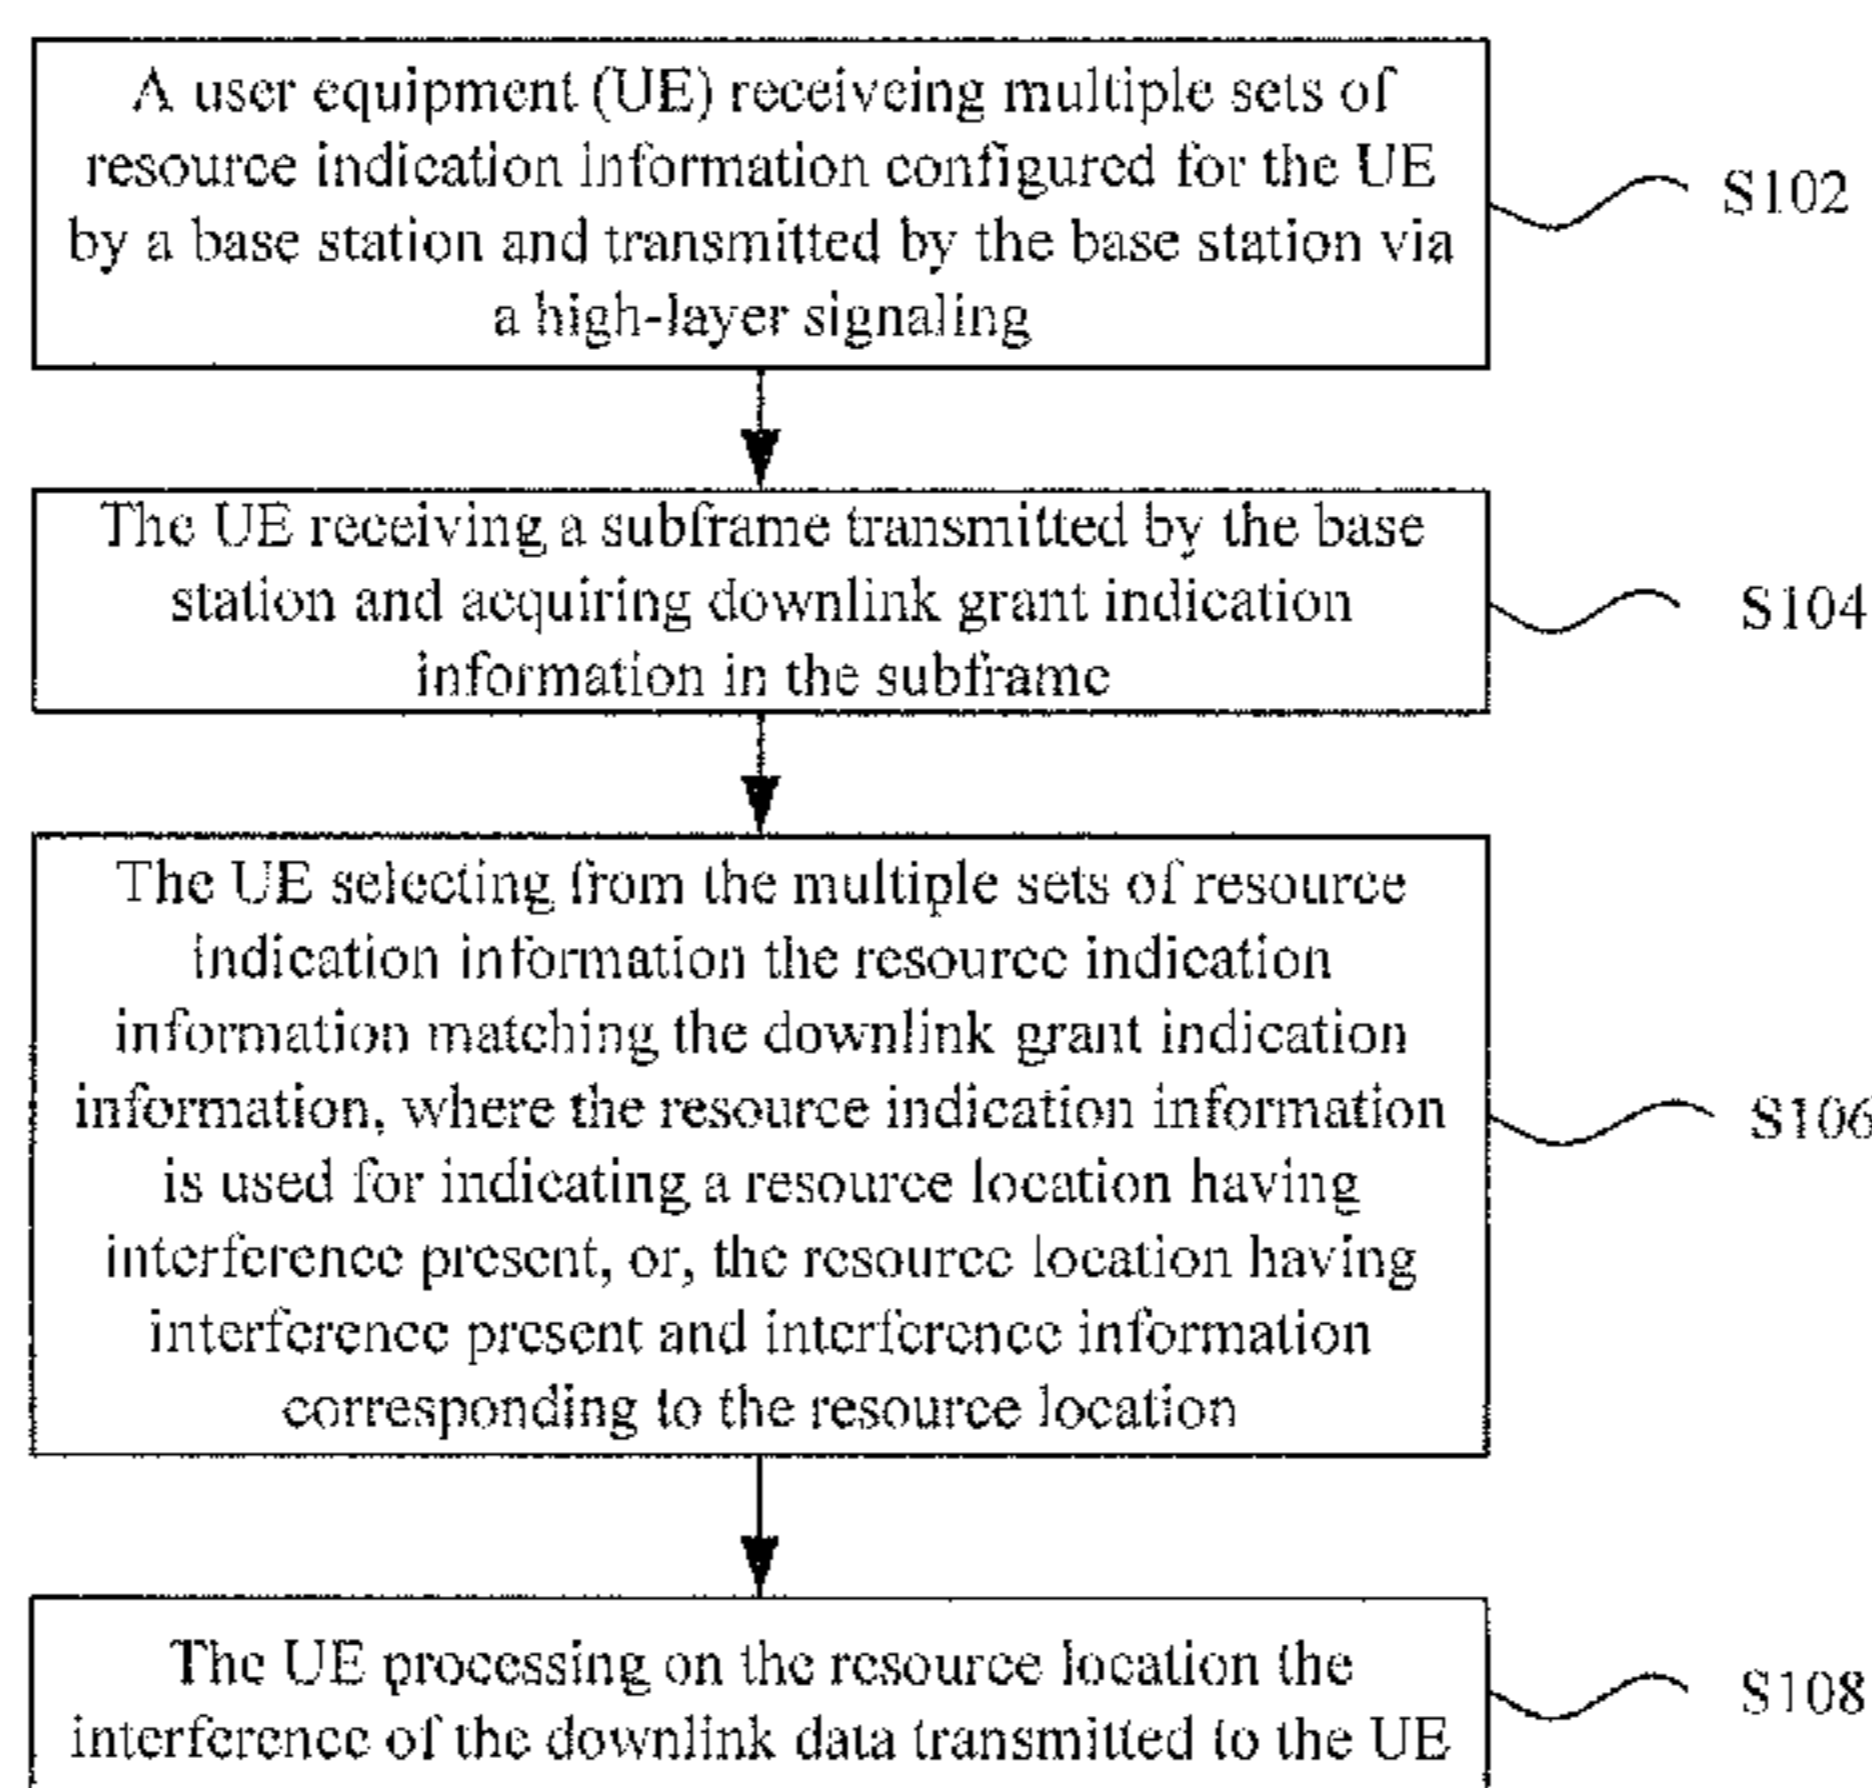 A user equipment (UE) receiveing multiple sets of
resource indication information configured for the UE
by a base station and transmitted by the base station via
a high-layer signaling
S102
The UE receiving a subframe transmitted by the base
station and acquiring downlink grant indication
information in the subframe
S104
The UE selecting from the multiple sets of resource
indication information the resource indication
information matching the downlink grant indication
information, where the resource indication information
is used for indicating a resource location having
interference present, or, the resource location having
interference present and interference information
corresponding to the resource location
S106
The UE processing on the resource location the
interference of the downlink data transmitted to the UE
S108